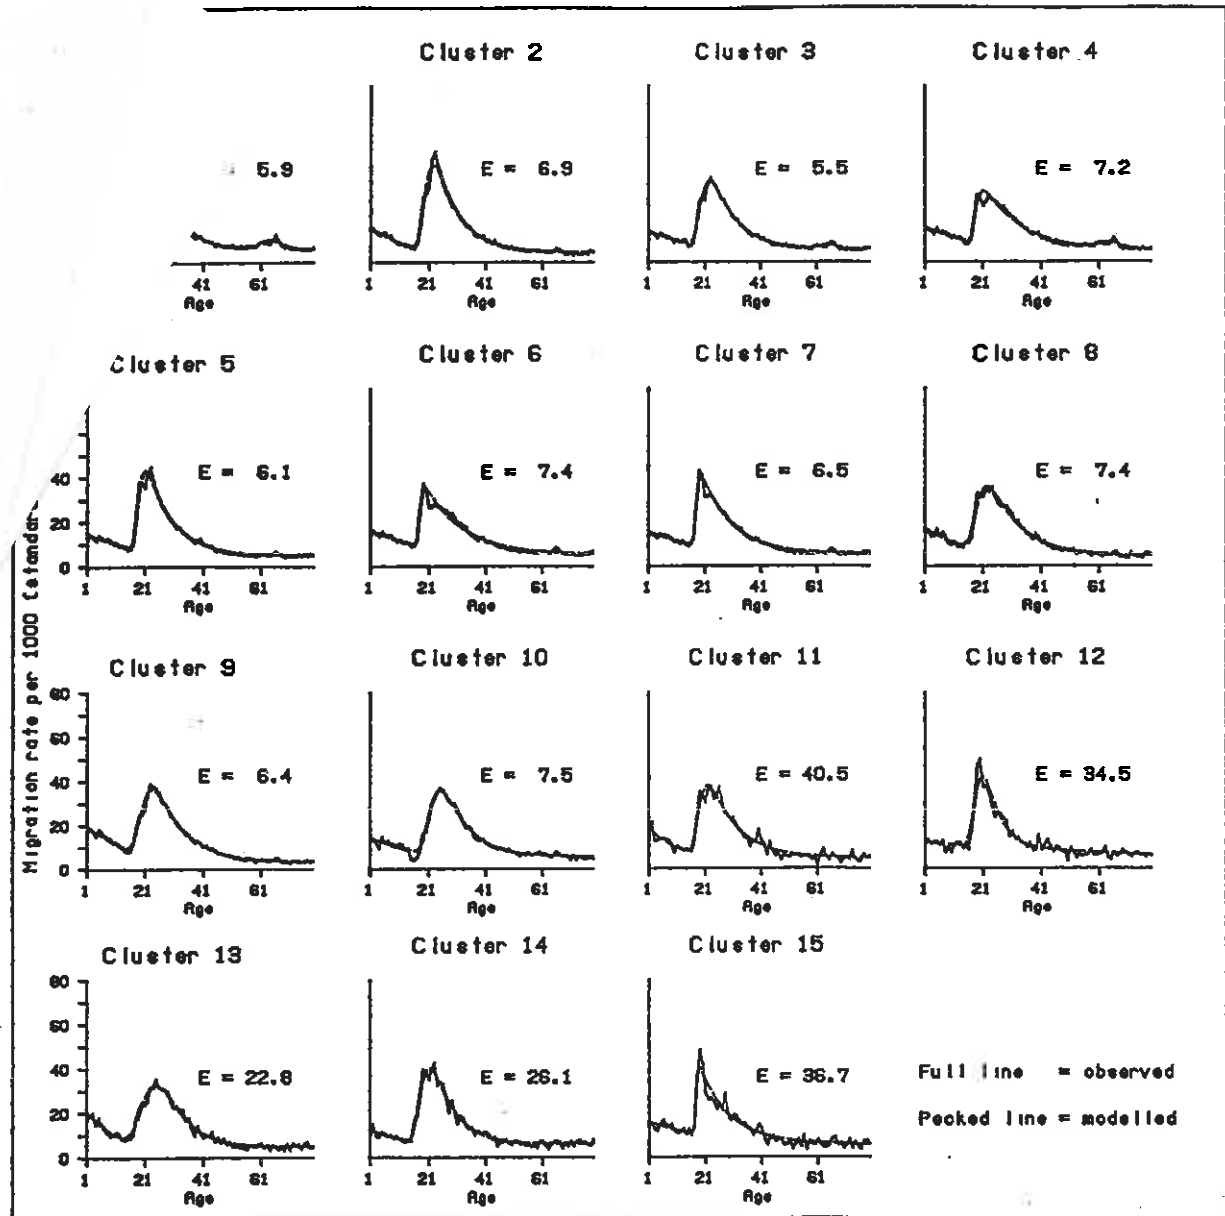 Cluster 2 Cluster 3 Cluster 4
5.9 E = 6.9 E = 5.5 E = 7.2
41 61 1 21 41 61 1 21 41 61 1 21 41 61
Age Age Age Age
Cluster 5 Cluster 6 Cluster 7 Cluster 8
40 E = 6.1 E = 7.4 E = 6.5 E = 7.4
20
0
1 21 41 61 1 21 41 61 1 21 41 61 1 21 41 61
Age Age Age Age
Migration rate per 1000
Cluster 9 Cluster 10 Cluster 11 Cluster 12
80
60
40 E = 6.4 E = 7.5 E = 40.5 E = 34.5
20
0
1 21 41 61 1 21 41 61 1 21 41 61 1 21 41 61
Age Age Age Age
Cluster 13 Cluster 14 Cluster 15
80
60
40 E = 22.8 E = 26.1 E = 36.7
20
0
1 21 41 61 1 21 41 61 1 21 41 61
Age Age Age
Full line = observed
Pecked line = modelled